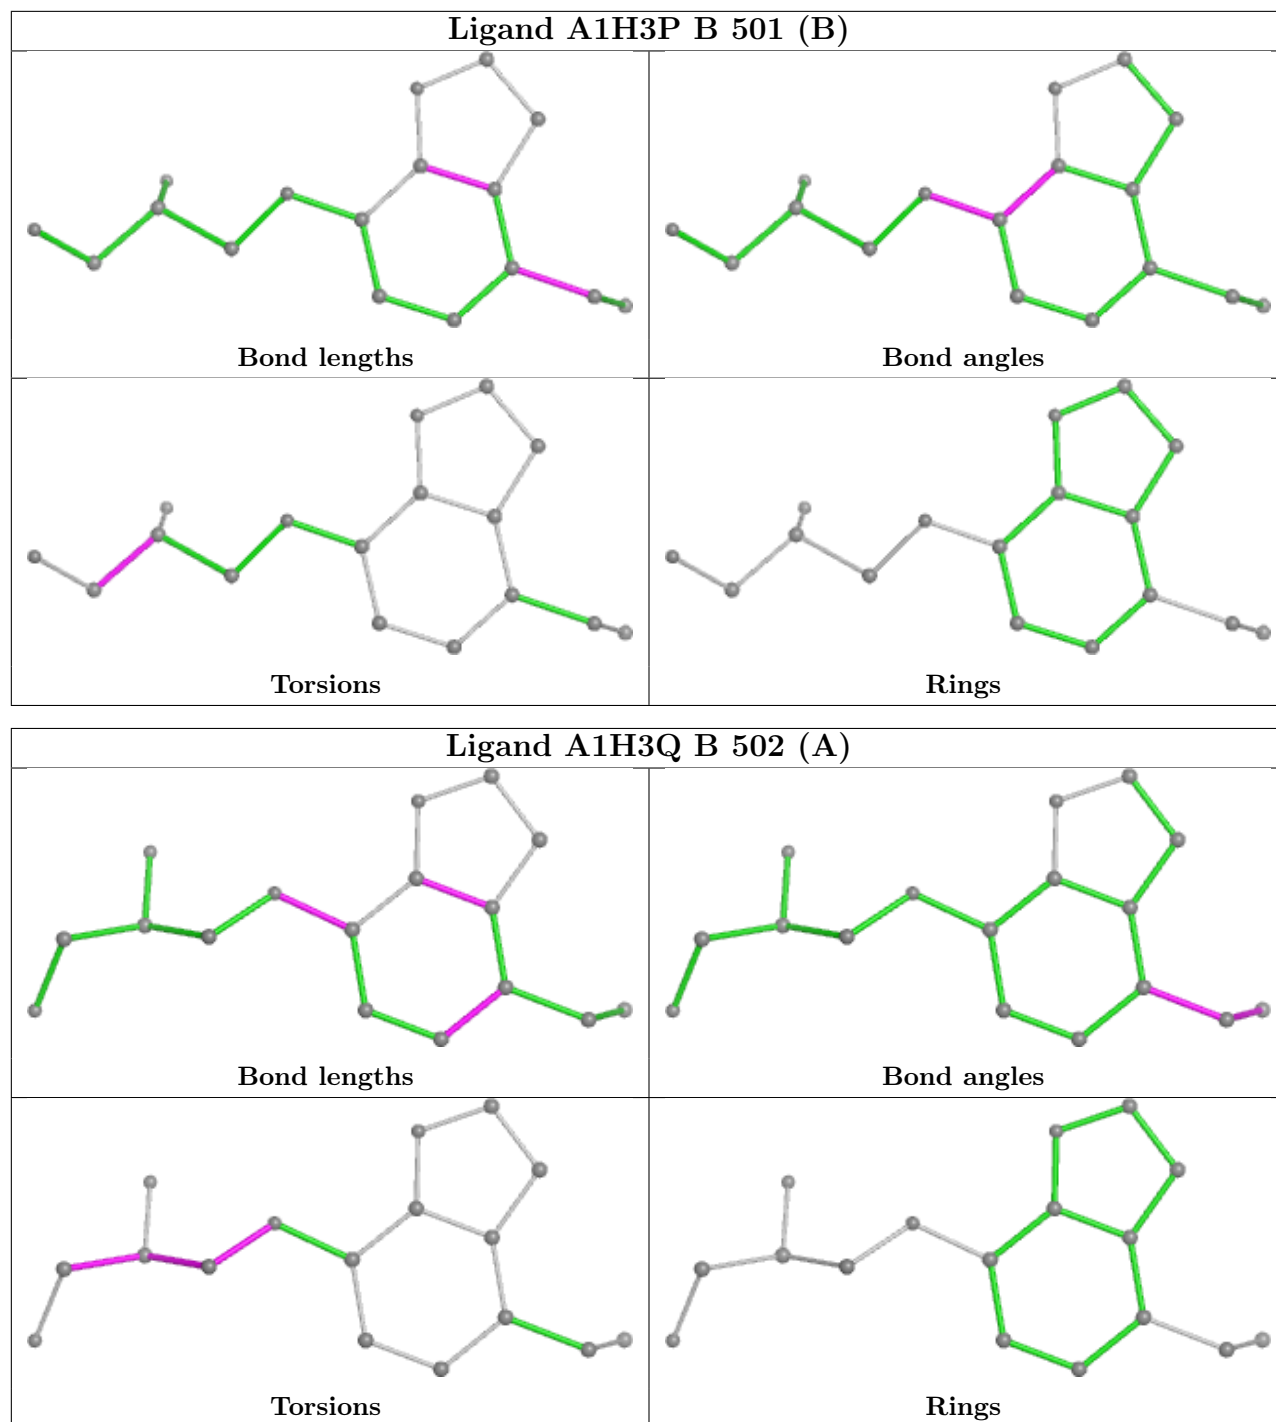 Ligand A1H3P B 501 (B)
Bond lengths
Bond angles
Torsions
Rings
Ligand A1H3Q B 502 (A)
Bond lengths
Bond angles
Torsions
Rings